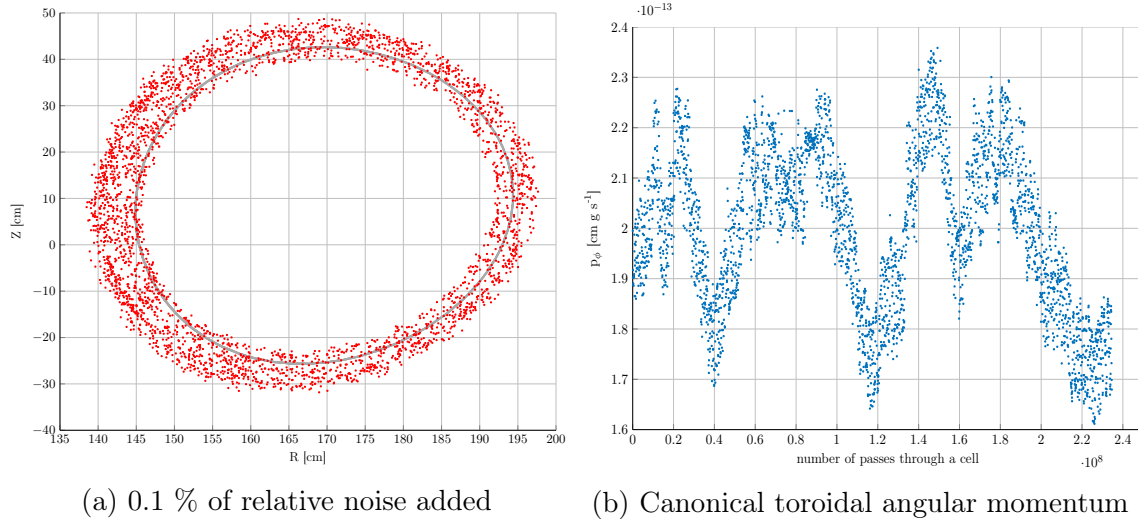 50
40
30
20
10
0
−10
−20
−30
−40
Z [cm]
135 140 145 150 155 160 165 170 175 180 185 190 195 200
R [cm]
(a) 0.1 % of relative noise added
·10⁻¹³
2.4
2.3
2.2
2.1
2
1.9
1.8
1.7
1.6
p_ϕ [cm g s⁻¹]
0 0.2 0.4 0.6 0.8 1 1.2 1.4 1.6 1.8 2 2.2 2.4
number of passes through a cell
·10⁸
(b) Canonical toroidal angular momentum